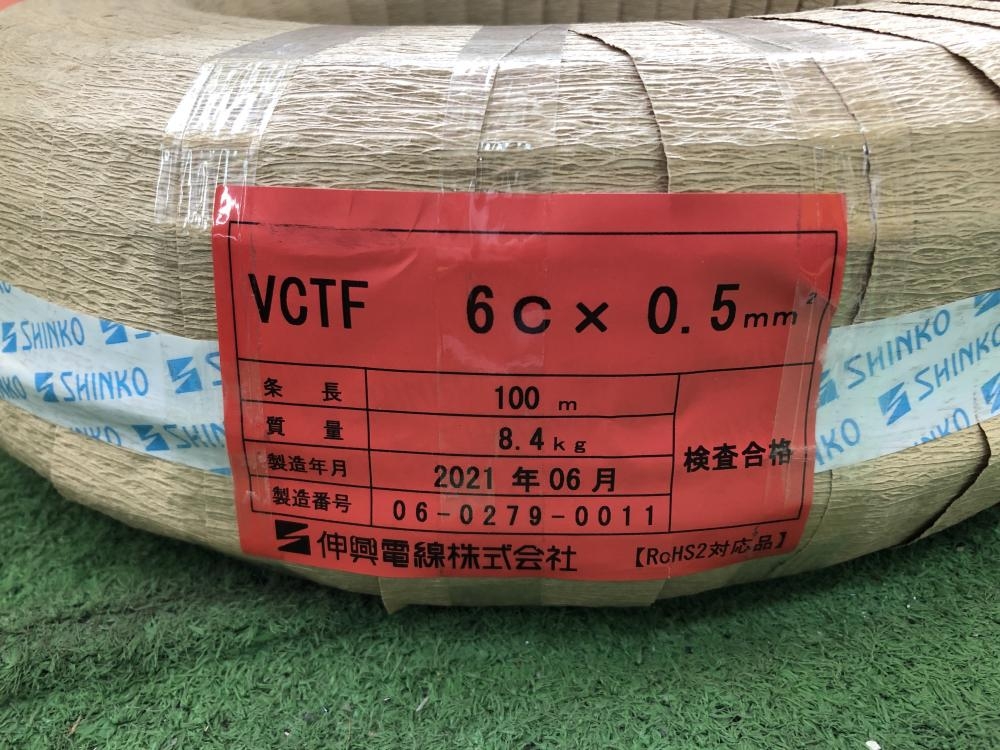 VCTF 6C×0.5mm²
条長 100 m
質量 8.4kg
製造年月 2021 年 06 月
製造番号 06-0279-0011
検査合格
伸興電線株式会社 【RoHS2対応品】
SHINKO
SHINKO
SHINKO
SHINKO
SHINKO